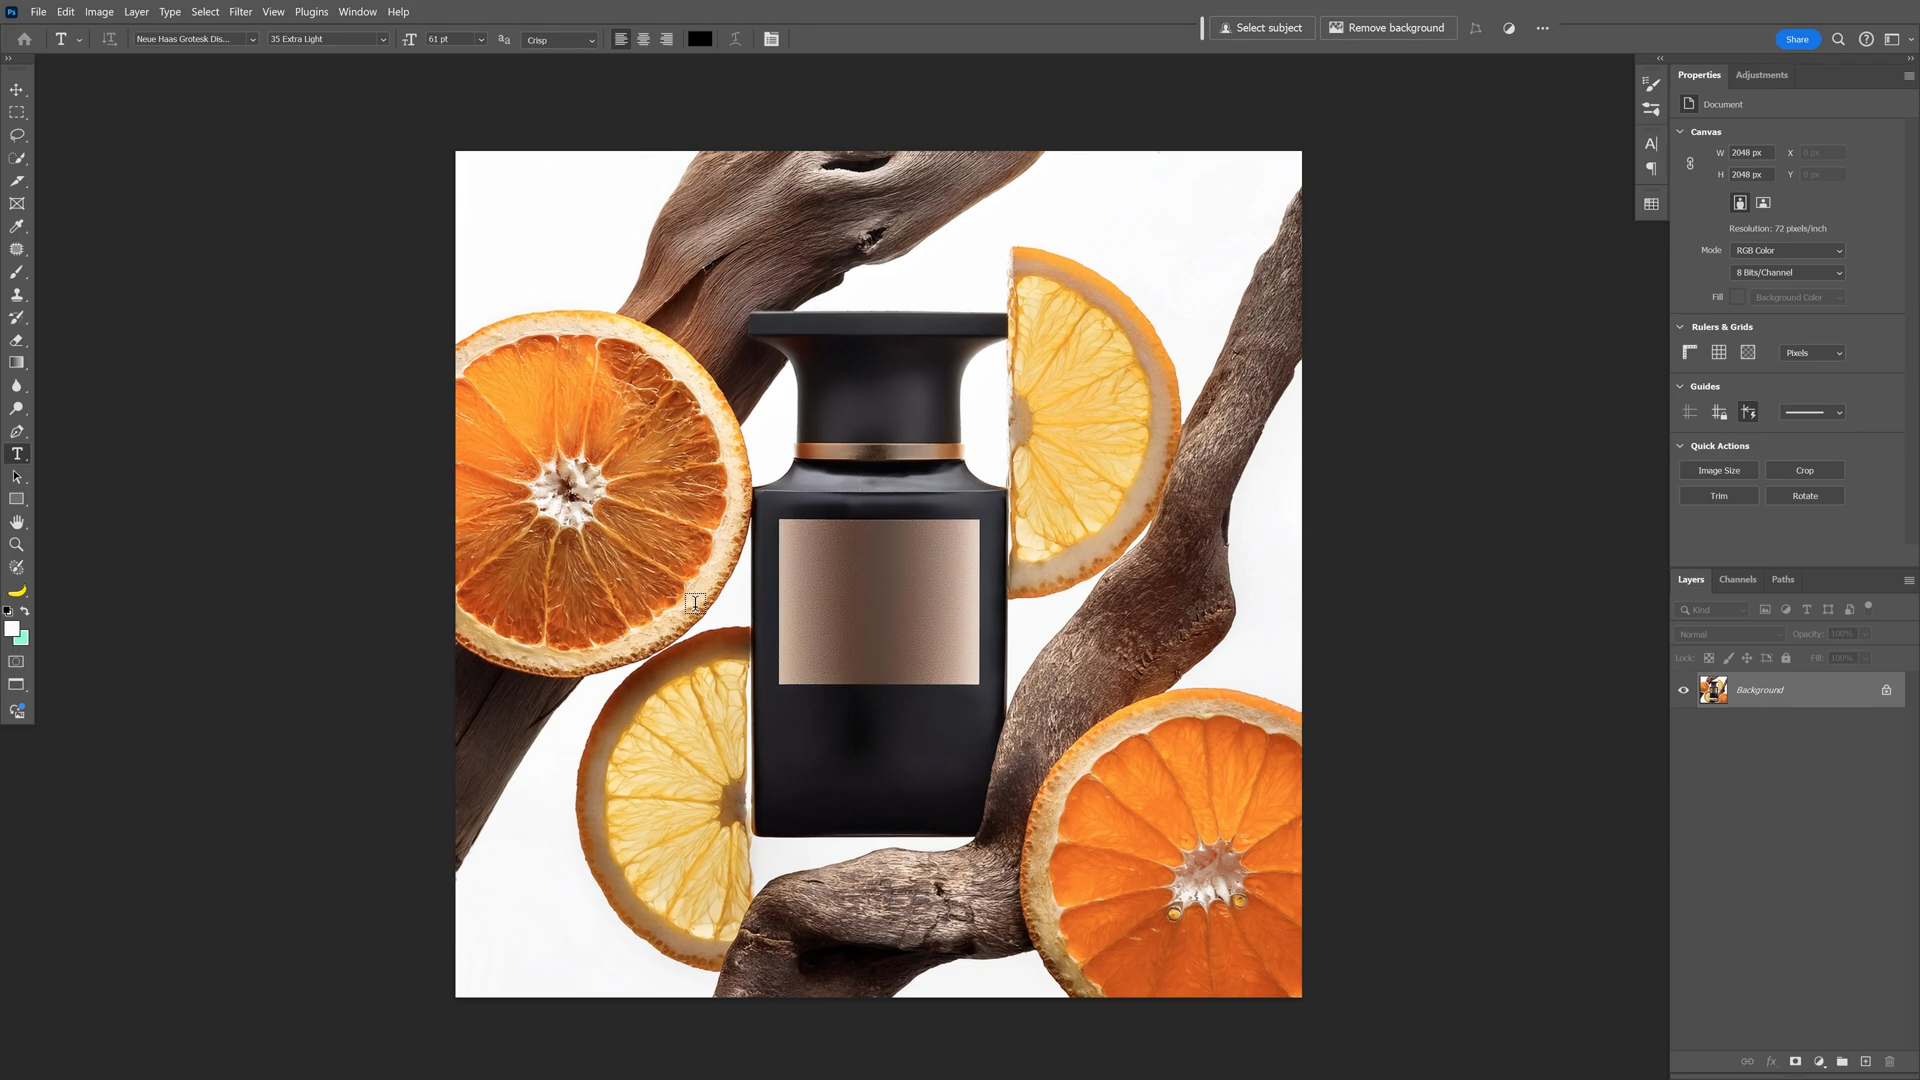 Ps File Edit Image Layer Type Select Filter View Plugins Window Help
Select subject Remove background
T Neue Haas Grotesk Dis... 35 Extra Light 61 pt Crisp
Share
Properties Adjustments
Document
Canvas
W 2048 px X 0 px
H 2048 px Y 0 px
Resolution: 72 pixels/inch
Mode RGB Color
8 Bits/Channel
Fill Background Color
Rulers & Grids
Pixels
Guides
Quick Actions
Image Size Crop
Trim Rotate
Layers Channels Paths
Kind
Normal Opacity: 100%
Lock: Fill: 100%
Background